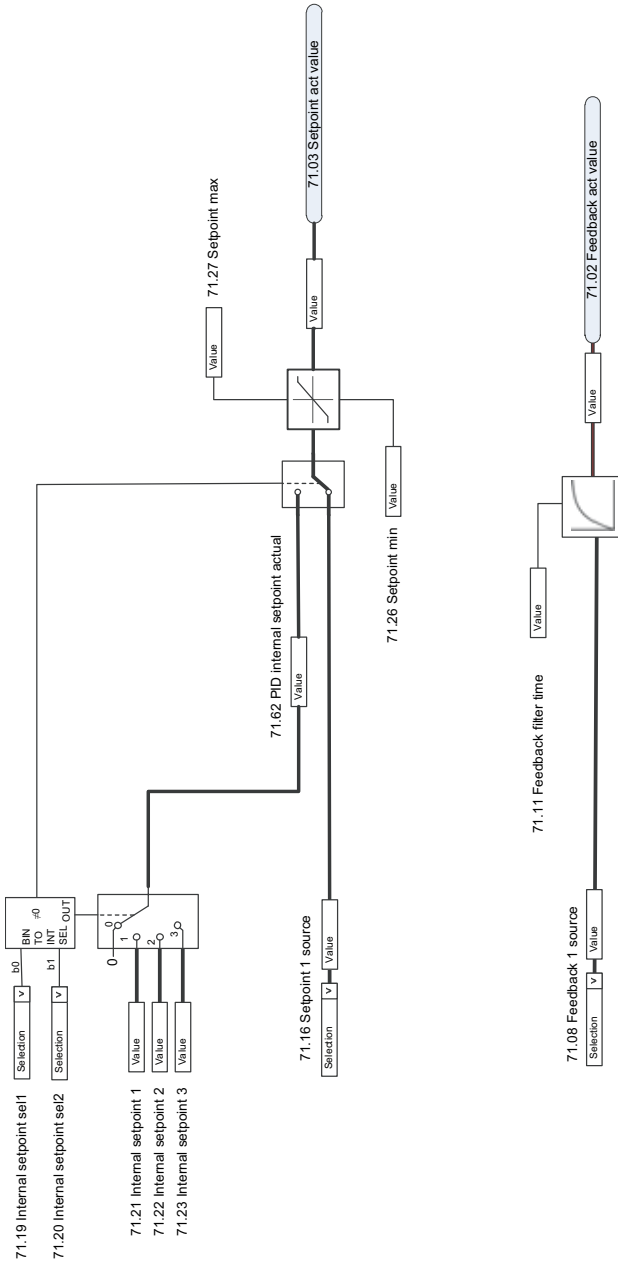 71.19 Internal setpoint sel1
Selection
v
b0
71.20 Internal setpoint sel2
Selection
v
b1
BIN
TO
INT
SEL
≠0
OUT
0
0
1
2
3
71.21 Internal setpoint 1
Value
71.22 Internal setpoint 2
Value
71.23 Internal setpoint 3
Value
71.62 PID internal setpoint actual
Value
71.16 Setpoint 1 source
Selection
v
Value
71.27 Setpoint max
Value
71.26 Setpoint min
Value
Value
71.03 Setpoint act value
71.11 Feedback filter time
Value
71.08 Feedback 1 source
Selection
v
Value
Value
71.02 Feedback act value